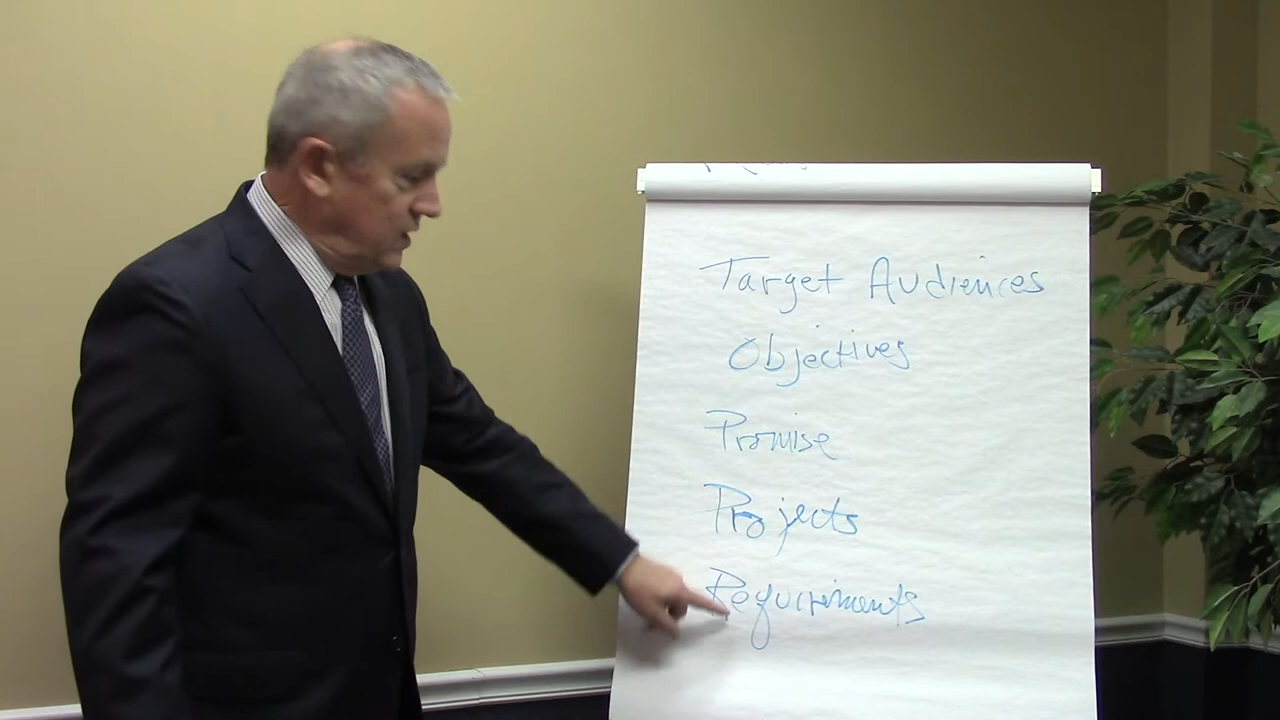 Target Audiences
Objectives
Promise
Projects
Requirements